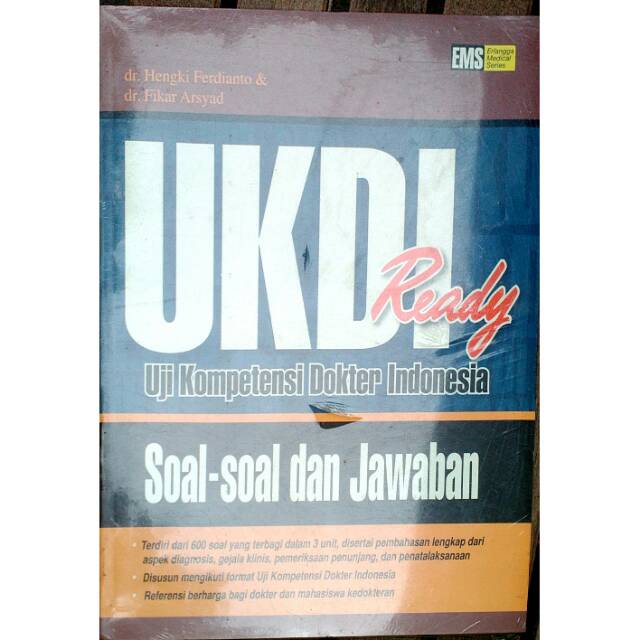 dr. Hengki Ferdianto &
dr. Fikar Arsyad
EMS
Erlangga
Medical
Series
UKDI
Ready
Uji Kompetensi Dokter Indonesia
Soal-soal dan Jawaban
• Terdiri dari 600 soal yang terbagi dalam 3 unit, disertai pembahasan lengkap dari
aspek diagnosis, gejala klinis, pemeriksaan penunjang, dan penatalaksanaan
• Disusun mengikuti format Uji Kompetensi Dokter Indonesia
• Referensi berharga bagi dokter dan mahasiswa kedokteran